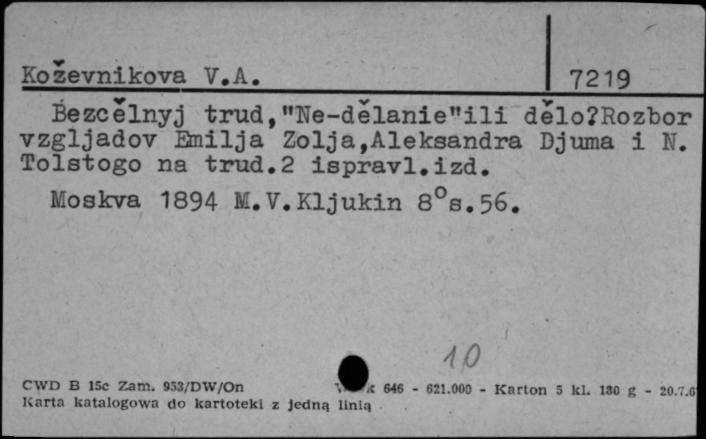 Koževnikova V.A. 7219
Bezcělnyj trud,"Ne-dělanie"ili dělo?Rozbor
vzgljadov Emilja Zolja,Aleksandra Djuma i N.
Tolstogo na trud.2 ispravl.izd.
Moskva 1894 M.V.Kljukin 8°s.56.
10
CWD B 15c Zam. 953/DW/On 646 - 621.000 - Karton 5 kl. 180 g - 20.7.6
Karta katalogowa do kartoteki z jedną linią